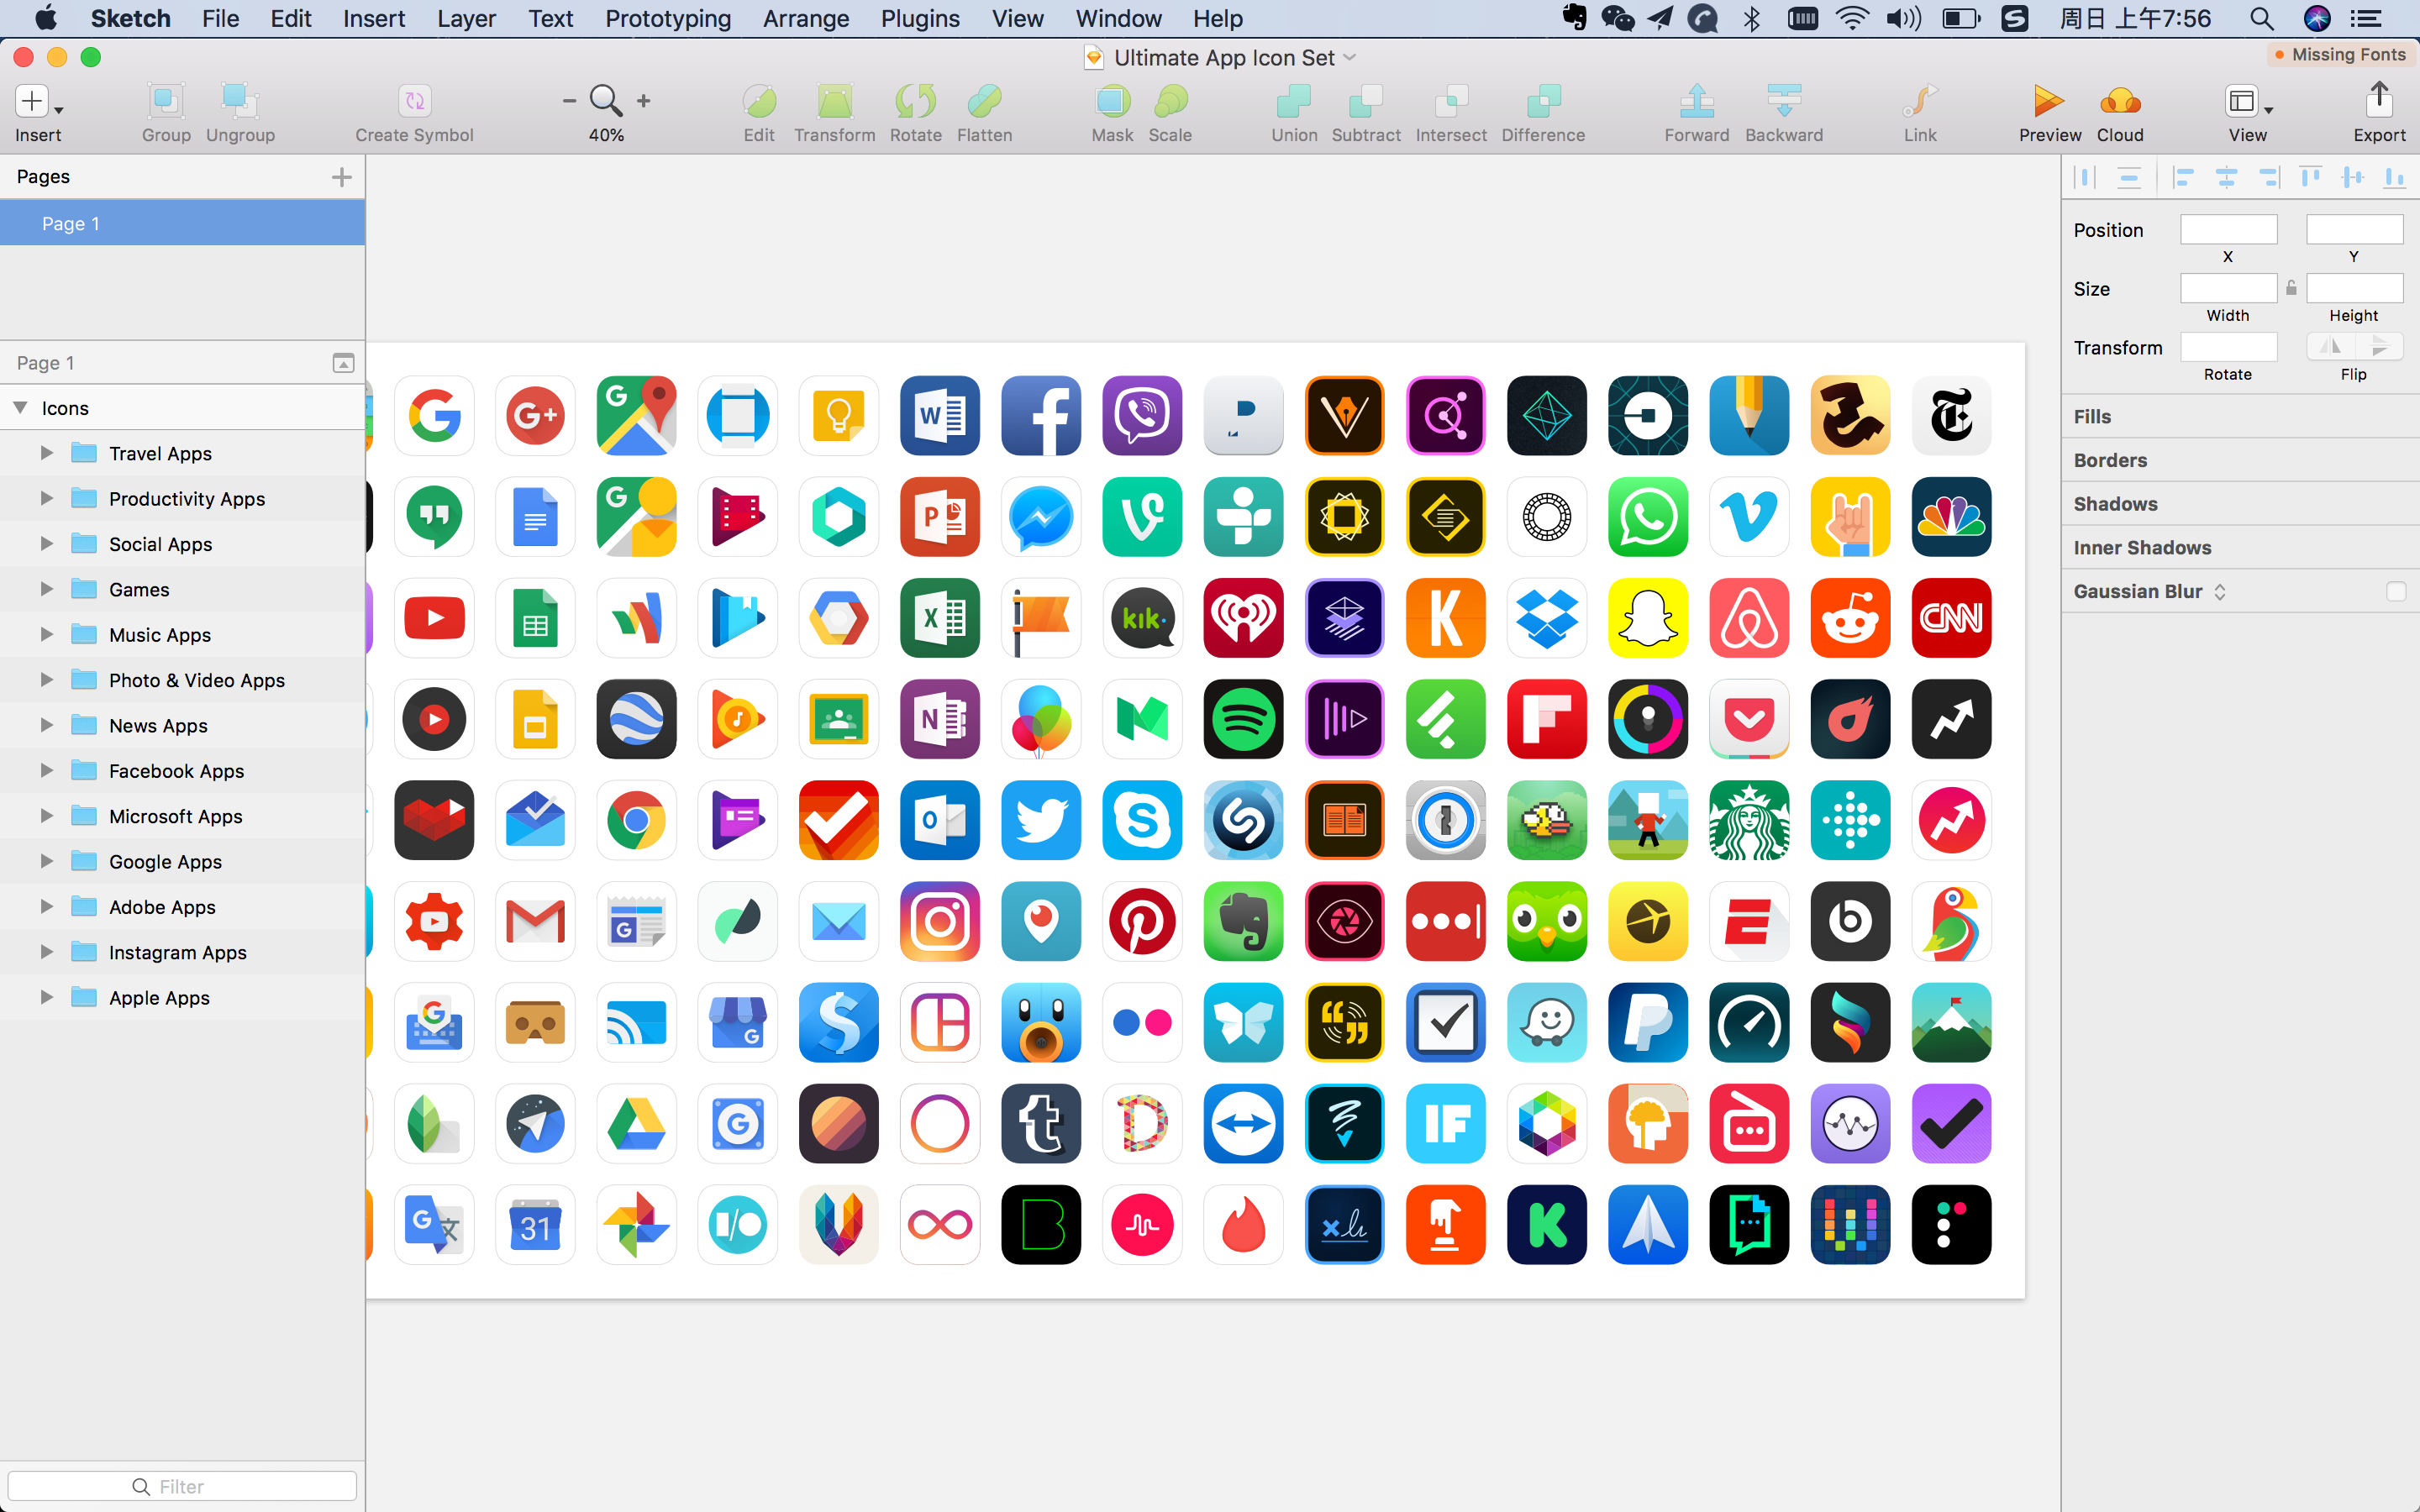 Sketch File Edit Insert Layer Text Prototyping Arrange Plugins View Window Help 周日 上午7:56
Ultimate App Icon Set
Missing Fonts
Insert Group Ungroup Create Symbol 40% Edit Transform Rotate Flatten Mask Scale Union Subtract Intersect Difference Forward Backward Link Preview Cloud View Export
Pages
Page 1
Page 1
Icons
Travel Apps
Productivity Apps
Social Apps
Games
Music Apps
Photo & Video Apps
News Apps
Facebook Apps
Microsoft Apps
Google Apps
Adobe Apps
Instagram Apps
Apple Apps
Filter
G G+ G W f P T
G P
X kik. K CNN
N
O S
G
G G P
G t D IF
G 文 31 I/O B xh K
Position
X Y
Size
Width Height
Transform
Rotate Flip
Fills
Borders
Shadows
Inner Shadows
Gaussian Blur